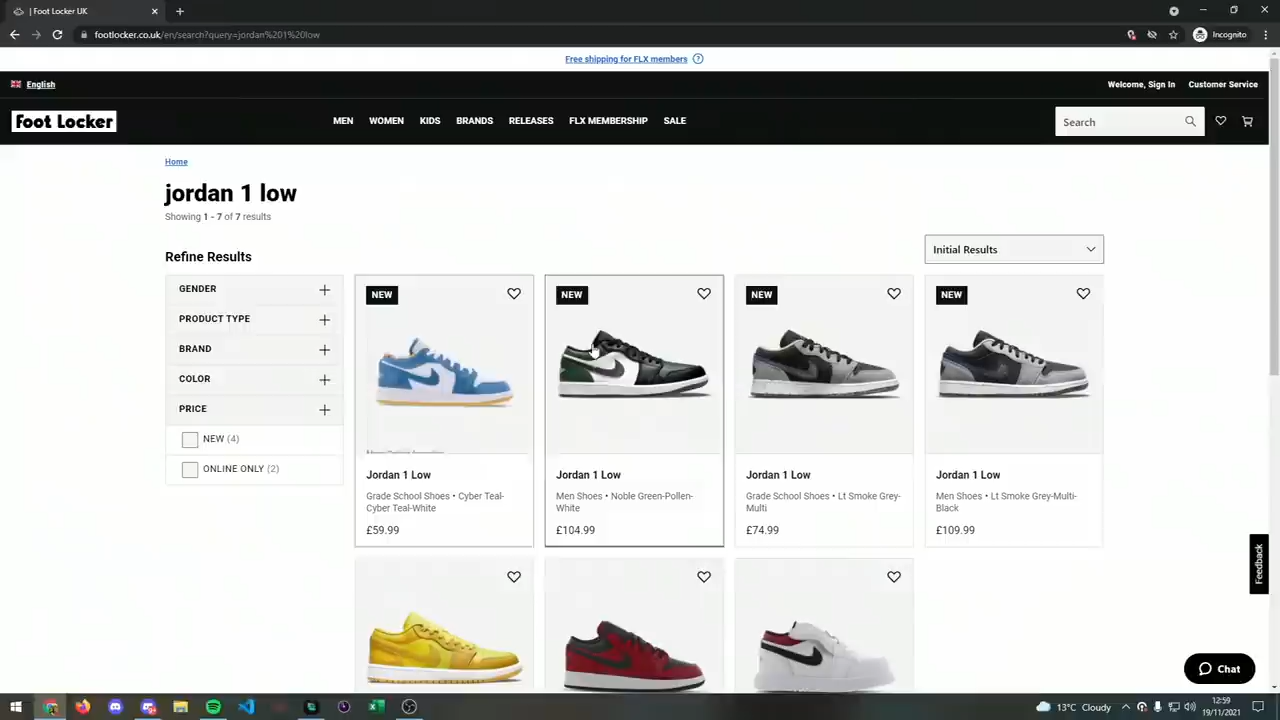 | Foot Locker UK
footlocker.co.uk/en/search?query=jordan%201%20low
Incognito
Free shipping for FLX members ?
English
Welcome, Sign In
Customer Service
Foot Locker
MEN
WOMEN
KIDS
BRANDS
RELEASES
FLX MEMBERSHIP
SALE
Search
Home
jordan 1 low
Showing 1 - 7 of 7 results
Initial Results
Refine Results
GENDER
PRODUCT TYPE
BRAND
COLOR
PRICE
NEW (4)
ONLINE ONLY (2)
NEW
Jordan 1 Low
Grade School Shoes • Cyber Teal-
Cyber Teal-White
£59.99
NEW
Jordan 1 Low
Men Shoes • Noble Green-Pollen-
White
£104.99
NEW
Jordan 1 Low
Grade School Shoes • Lt Smoke Grey-
Multi
£74.99
NEW
Jordan 1 Low
Men Shoes • Lt Smoke Grey-Multi-
Black
£109.99
Feedback
Chat
13°C Cloudy
12:59
19/11/2021